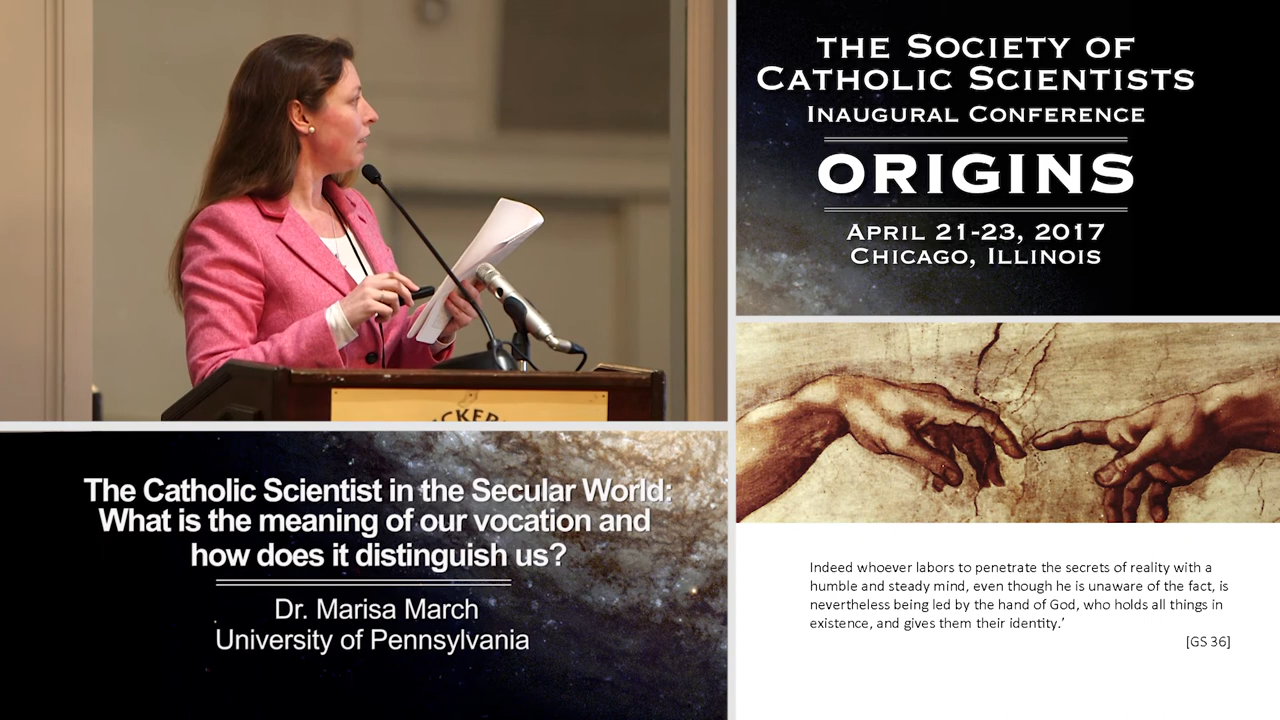 THE SOCIETY OF
CATHOLIC SCIENTISTS
INAUGURAL CONFERENCE
ORIGINS
APRIL 21-23, 2017
CHICAGO, ILLINOIS
The Catholic Scientist in the Secular World:
What is the meaning of our vocation and
how does it distinguish us?
Dr. Marisa March
University of Pennsylvania
Indeed whoever labors to penetrate the secrets of reality with a
humble and steady mind, even though he is unaware of the fact, is
nevertheless being led by the hand of God, who holds all things in
existence, and gives them their identity.’
[GS 36]